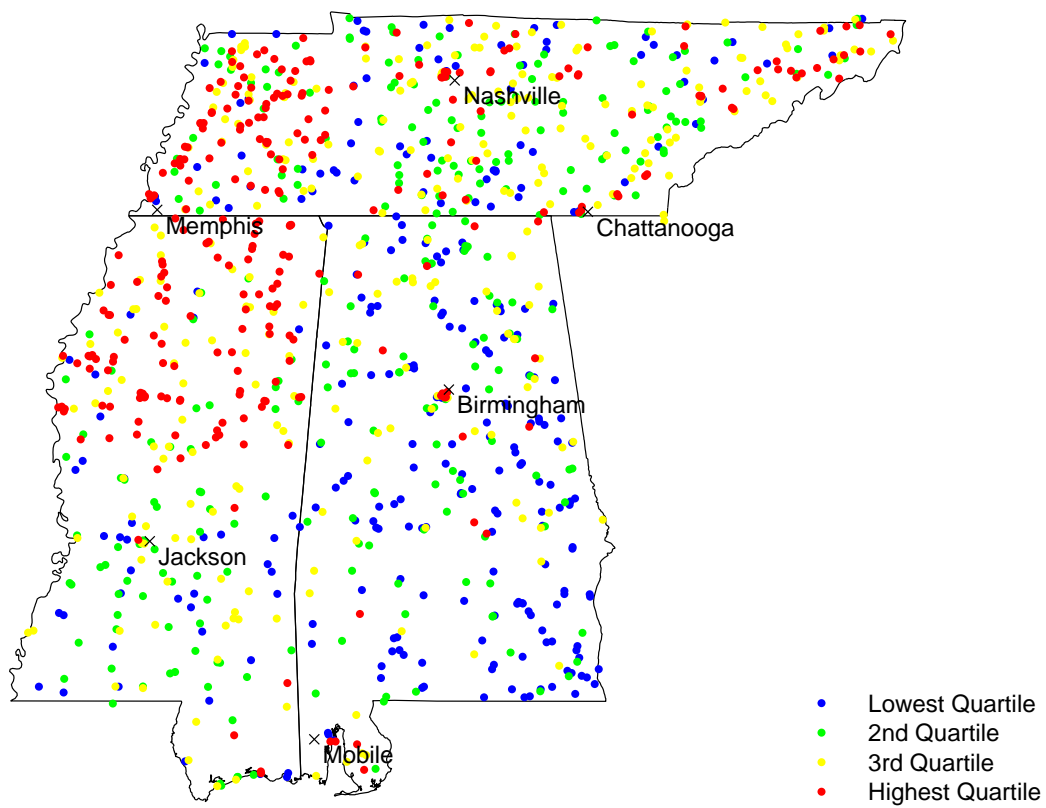 Nashville
Memphis
Chattanooga
Birmingham
Jackson
Mobile
Lowest Quartile
2nd Quartile
3rd Quartile
Highest Quartile